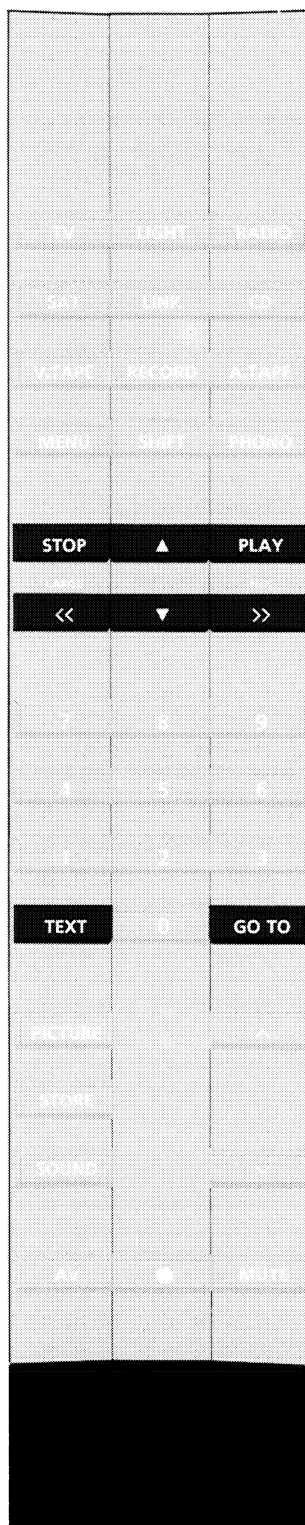 TV LIGHT RADIO
SAT LINK CD
V.TAPE RECORD A.TAPE
MENU SHIFT PHONO
STOP ▲ PLAY
<< ▼ >>
7 8 9
4 5 6
1 2 3
TEXT 0 GO TO
PICTURE ^
STORE
SOUND ⌄
AV ● MUTE